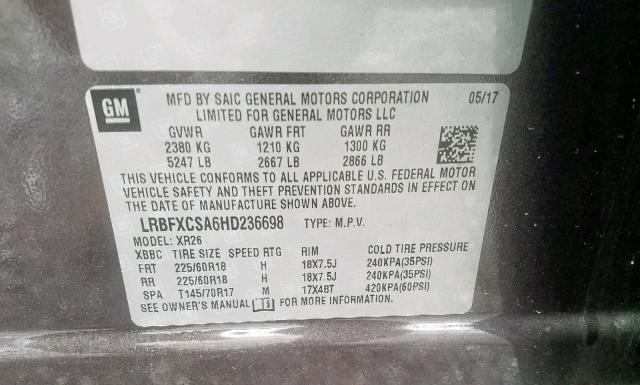 GM
MFD BY SAIC GENERAL MOTORS CORPORATION 05/17
LIMITED FOR GENERAL MOTORS LLC
GVWR GAWR FRT GAWR RR
2380 KG 1210 KG 1300 KG
5247 LB 2667 LB 2866 LB
THIS VEHICLE CONFORMS TO ALL APPLICABLE U.S. FEDERAL MOTOR
VEHICLE SAFETY AND THEFT PREVENTION STANDARDS IN EFFECT ON
THE DATE OF MANUFACTURE SHOWN ABOVE.
LRBFXCSA6HD236698 TYPE: M.P.V.
MODEL: XR26
XBBC TIRE SIZE SPEED RTG RIM COLD TIRE PRESSURE
FRT 225/60R18 H 18X7.5J 240KPA(35PSI)
RR 225/60R18 H 18X7.5J 240KPA(35PSI)
SPA T145/70R17 M 17X4BT 420KPA(60PSI)
SEE OWNER'S MANUAL FOR MORE INFORMATION.